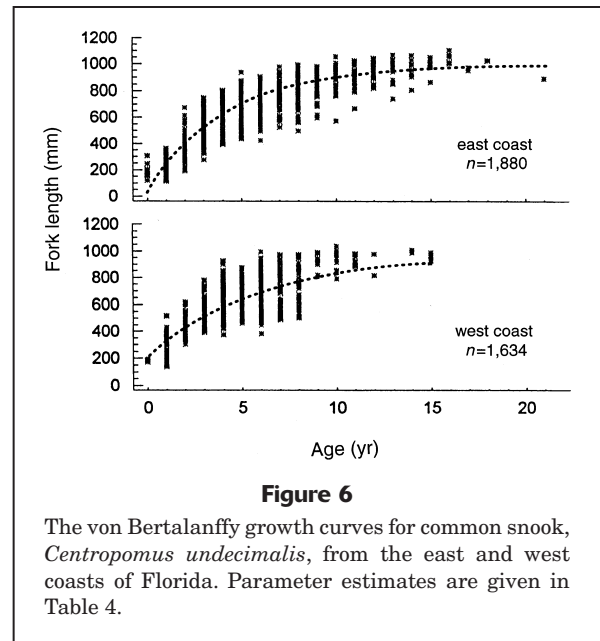 1200
1000
800
600
400
200
0
east coast
n=1,880
Fork length (mm)
1200
1000
800
600
400
200
0
west coast
n=1,634
0 5 10 15 20
Age (yr)
Figure 6
The von Bertalanffy growth curves for common snook,
Centropomus undecimalis, from the east and west
coasts of Florida. Parameter estimates are given in
Table 4.